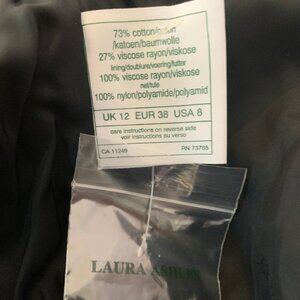 73% cotton/coton
/katoen/baumwolle
27% viscose rayon/viskose
lining/doublure/voering/futter
100% viscose rayon/viskose
net/tulle
100% nylon/polyamide/polyamid
UK 12 EUR 38 USA 8
care instructions on reverse side
voir instructions au verso
CA 11249 RN 73765
LAURA ASHLEY